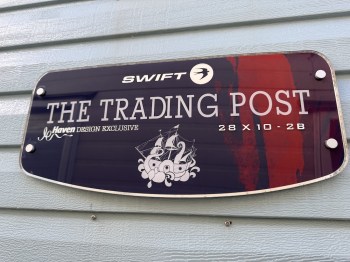 SWIFT
THE TRADING POST
Haven DESIGN EXCLUSIVE 28 X 10 - 2B